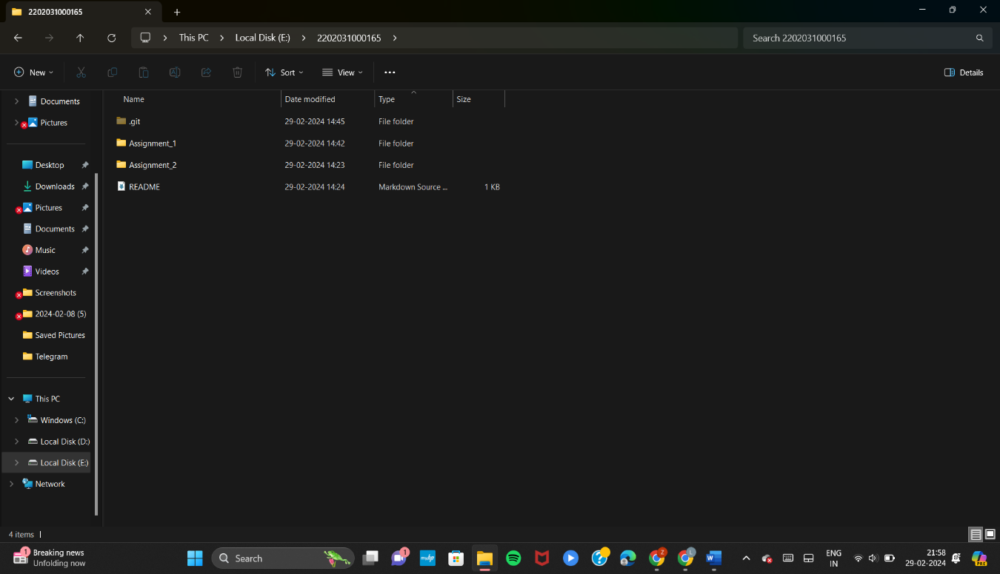 2202031000165
This PC
Local Disk (E:)
2202031000165
Search 2202031000165
New
Sort
View
Details
Documents
Pictures
Desktop
Downloads
Pictures
Documents
Music
Videos
Screenshots
2024-02-08 (5)
Saved Pictures
Telegram
This PC
Windows (C:)
Local Disk (D:)
Local Disk (E:)
Network
Name Date modified Type Size
.git 29-02-2024 14:45 File folder
Assignment_1 29-02-2024 14:42 File folder
Assignment_2 29-02-2024 14:23 File folder
README 29-02-2024 14:24 Markdown Source ... 1 KB
4 items
1
Breaking news
Unfolding now
Search
1
myhp
?
Z
L
W
ENG
IN
21:58
29-02-2024
PRE